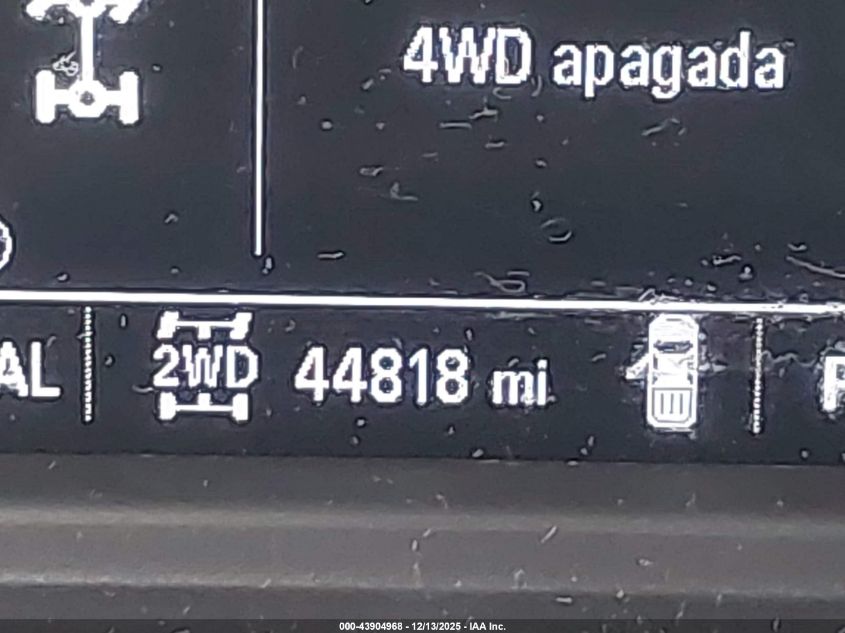 4WD apagada
AL 2WD 44818 mi
000-43904968 - 12/13/2025 - IAA Inc.